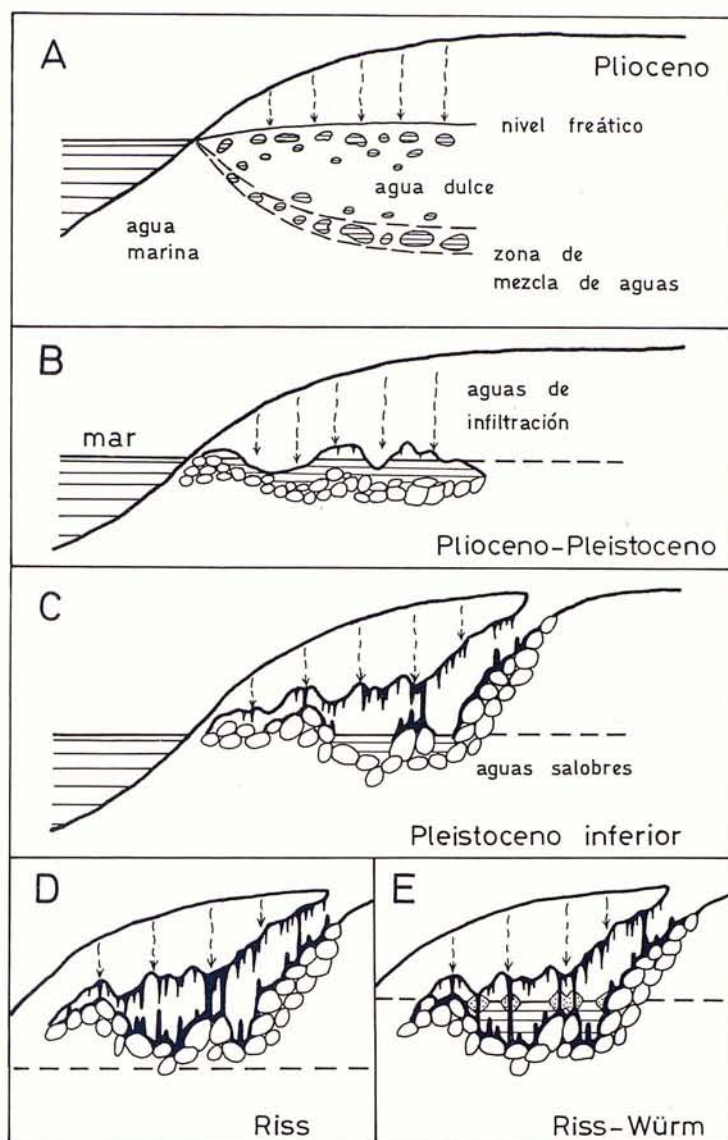 A
Plioceno
nivel freático
agua dulce
agua
marina
zona de
mezcla de aguas
B
aguas de
infiltración
mar
Plioceno-Pleistoceno
C
aguas salobres
Pleistoceno inferior
D
Riss
E
Riss-Würm